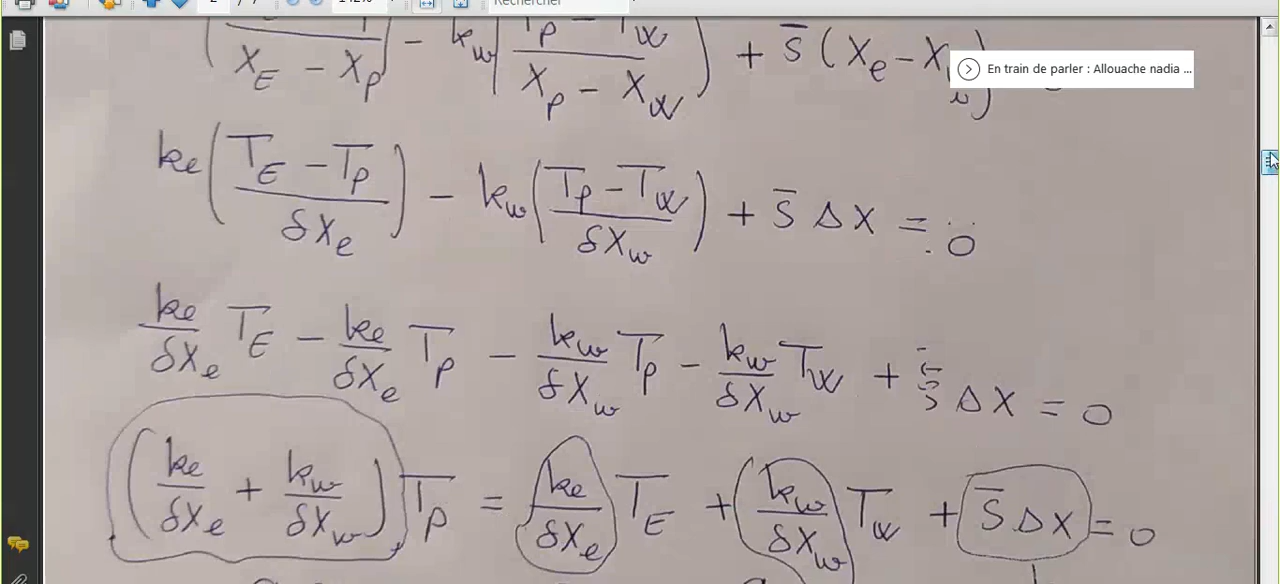 142%
Rechercher
X_E - X_P - k_w (T_P - T_W / X_P - X_W) + S̄ (X_e - X_w)
En train de parler : Allouache nadia ...
k_e (T_E - T_P / δX_e) - k_w (T_P - T_W / δX_w) + S̄ ΔX = 0
k_e/δX_e T_E - k_e/δX_e T_P - k_w/δX_w T_P - k_w/δX_w T_W + S̄ ΔX = 0
(k_e/δX_e + k_w/δX_w) T_P = k_e/δX_e T_E + k_w/δX_w T_W + S̄ ΔX = 0